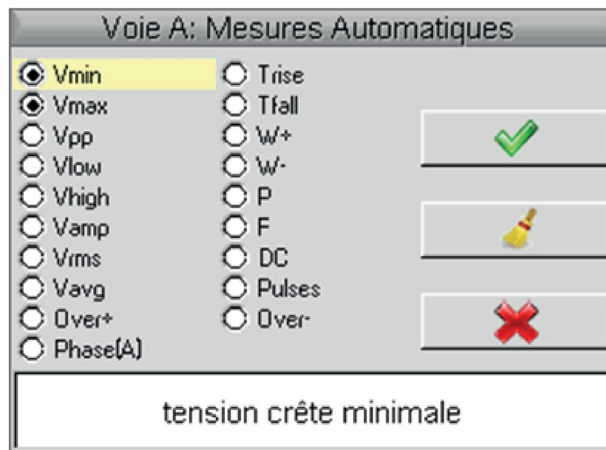 Voie A: Mesures Automatiques
Vmin
Vmax
Vpp
Vlow
Vhigh
Vamp
Vrms
Vavg
Over+
Phase(A)
Trise
Tfall
W+
W-
P
F
DC
Pulses
Over-
tension crête minimale